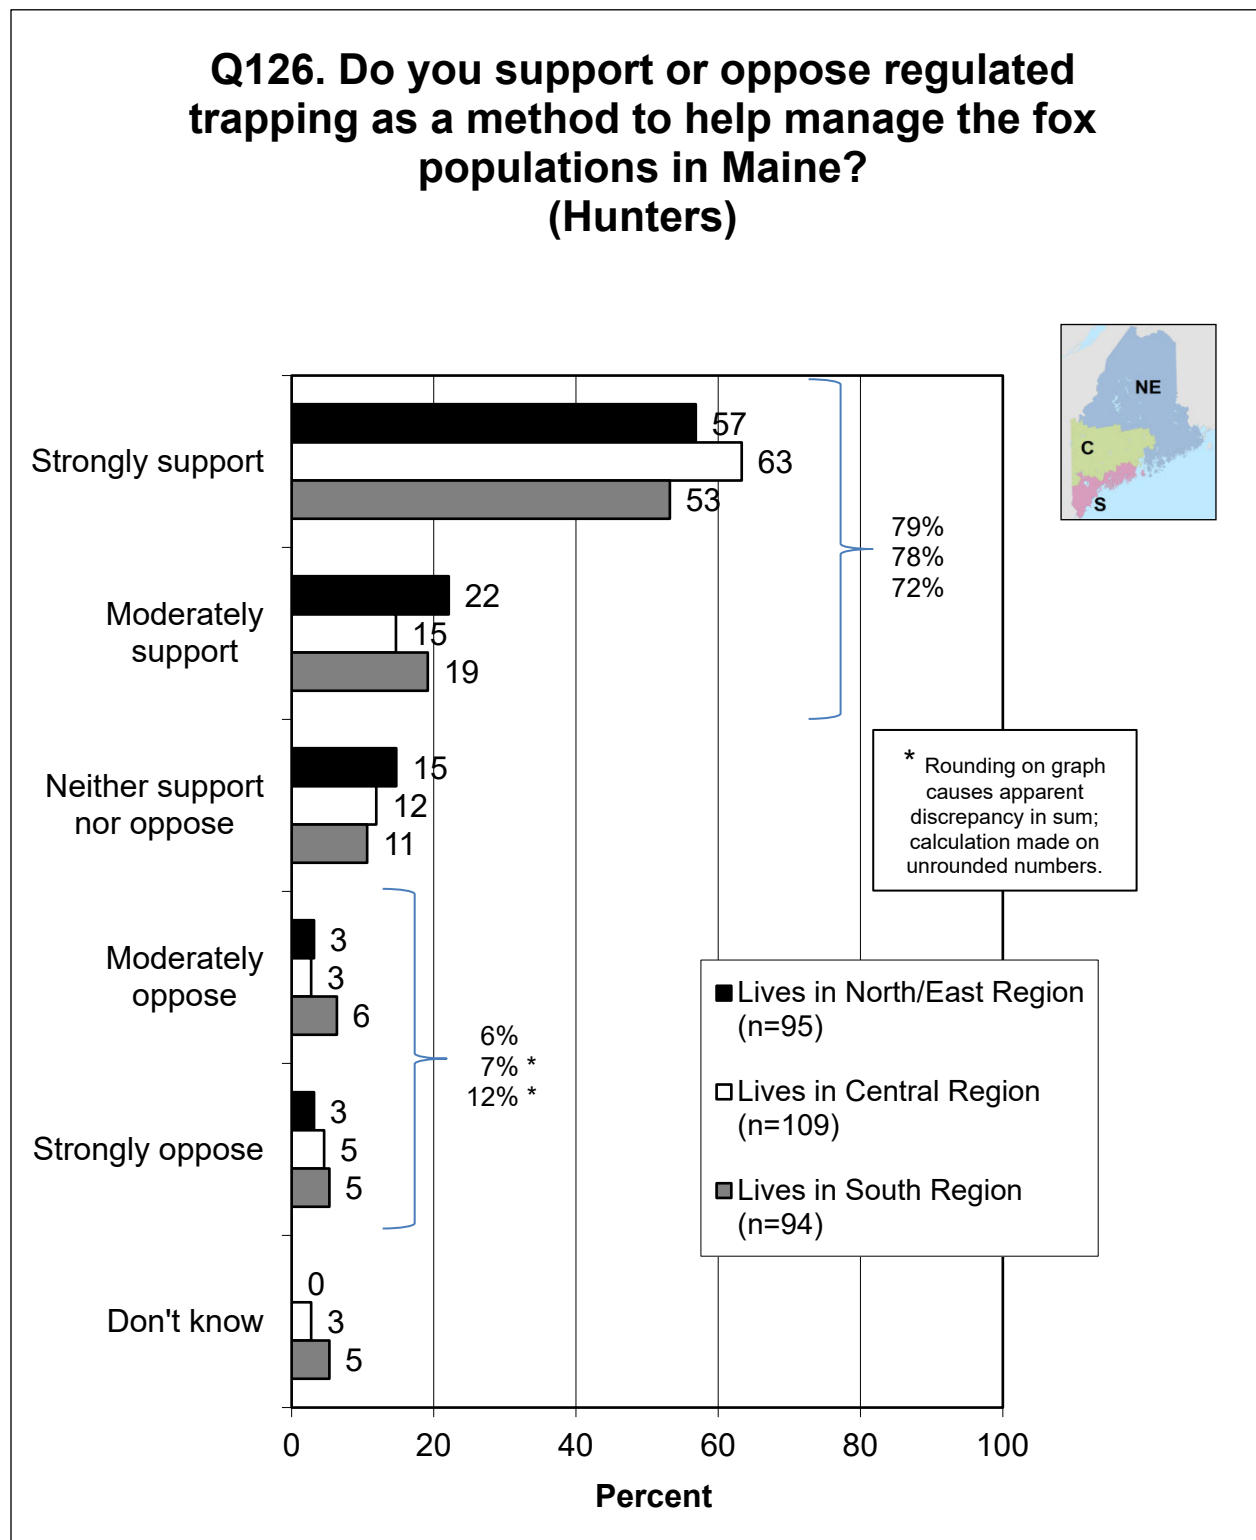 Q126. Do you support or oppose regulated
trapping as a method to help manage the fox
populations in Maine?
(Hunters)
NE
C
S
Strongly support
57
63
53
79%
78%
72%
Moderately
support
22
15
19
Neither support
nor oppose
15
12
11
* Rounding on graph
causes apparent
discrepancy in sum;
calculation made on
unrounded numbers.
Moderately
oppose
3
3
6
6%
7% *
12% *
Strongly oppose
3
5
5
Lives in North/East Region
(n=95)
Lives in Central Region
(n=109)
Lives in South Region
(n=94)
Don't know
0
3
5
0 20 40 60 80 100
Percent